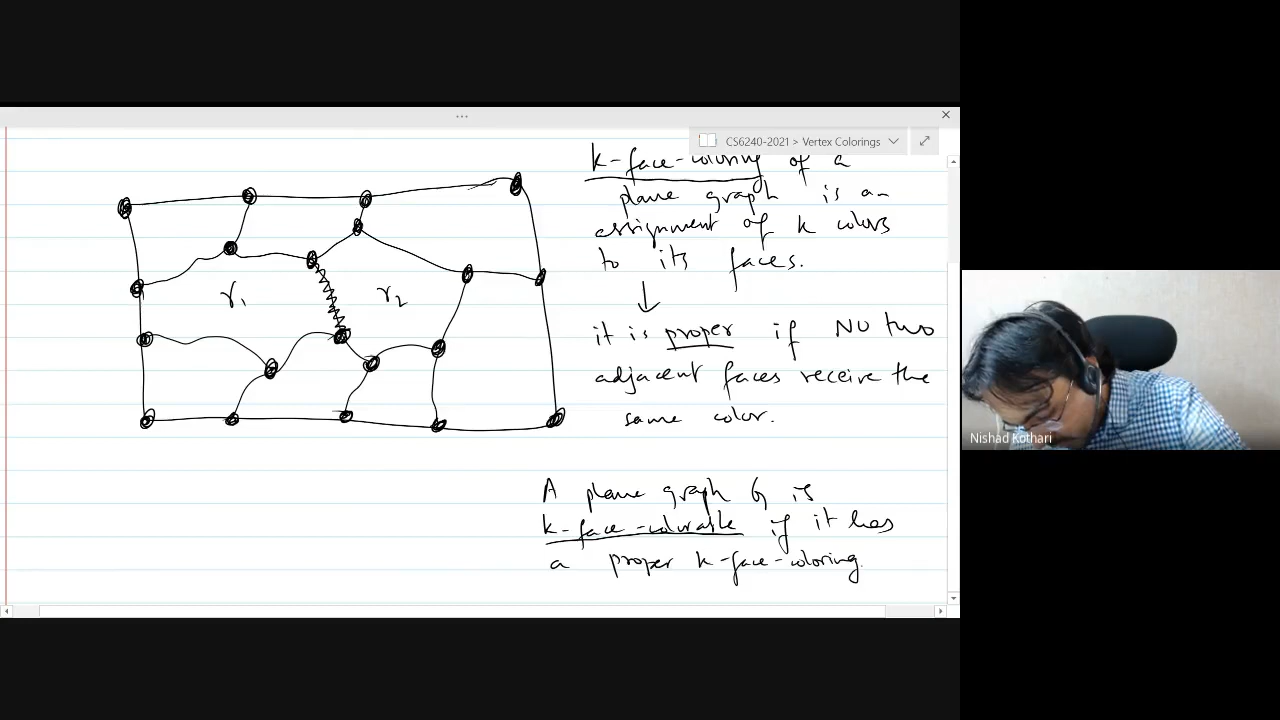 CS6240-2021 > Vertex Colorings
k-face-coloring of a
plane graph is an
assignment of k colors
to its faces.
↓
it is proper if NO two
adjacent faces receive the
same color.
r₁
r₂
A plane graph G is
k-face-colorable if it has
a proper k-face-coloring.
Nishad Kothari